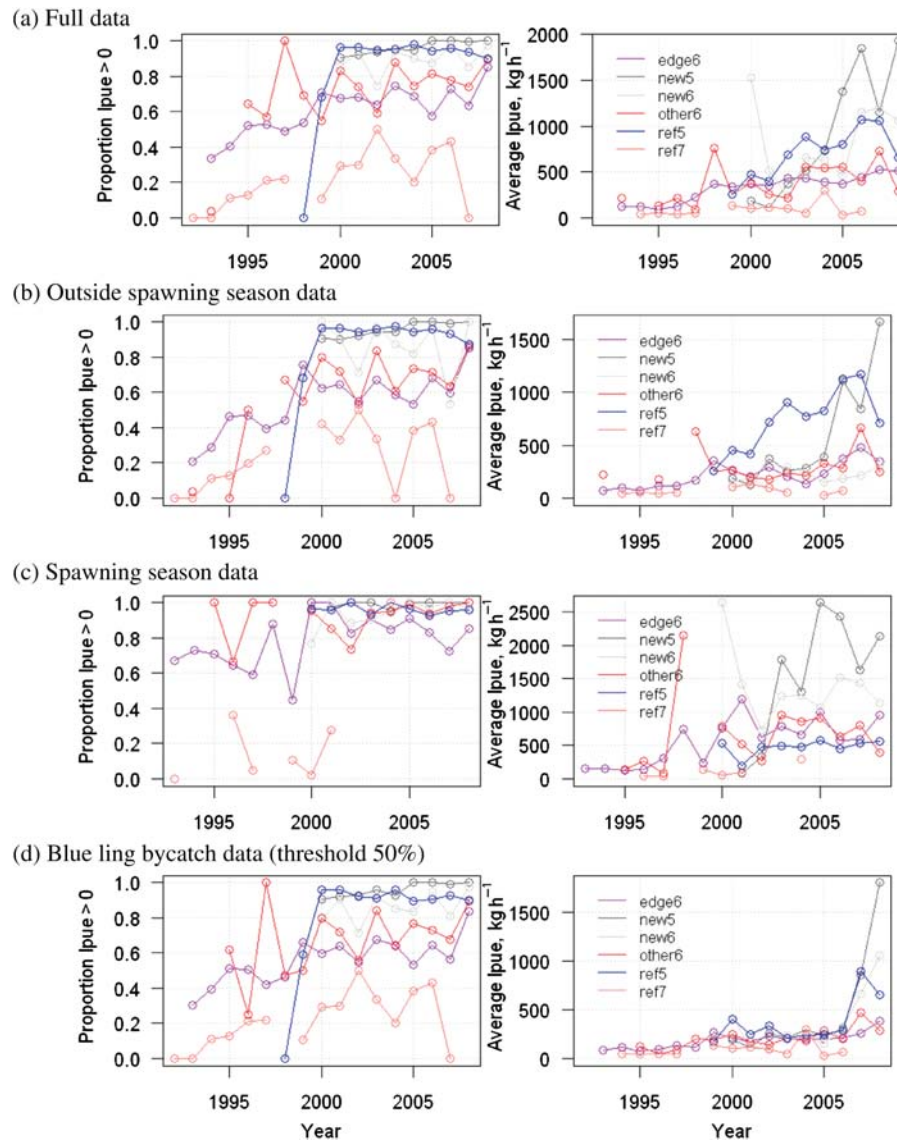 (a) Full data
Proportion lpue > 0
1.0
0.8
0.6
0.4
0.2
0.0
1995 2000 2005
Average lpue, kg h⁻¹
2000
1500
1000
500
0
edge6
new5
new6
other6
ref5
ref7
1995 2000 2005
(b) Outside spawning season data
Proportion lpue > 0
1.0
0.8
0.6
0.4
0.2
0.0
1995 2000 2005
Average lpue, kg h⁻¹
1500
1000
500
0
edge6
new5
new6
other6
ref5
ref7
1995 2000 2005
(c) Spawning season data
Proportion lpue > 0
1.0
0.8
0.6
0.4
0.2
0.0
1995 2000 2005
Average lpue, kg h⁻¹
2500
2000
1500
1000
500
0
edge6
new5
new6
other6
ref5
ref7
1995 2000 2005
(d) Blue ling bycatch data (threshold 50%)
Proportion lpue > 0
1.0
0.8
0.6
0.4
0.2
0.0
1995 2000 2005
Year
Average lpue, kg h⁻¹
1500
1000
500
0
edge6
new5
new6
other6
ref5
ref7
1995 2000 2005
Year